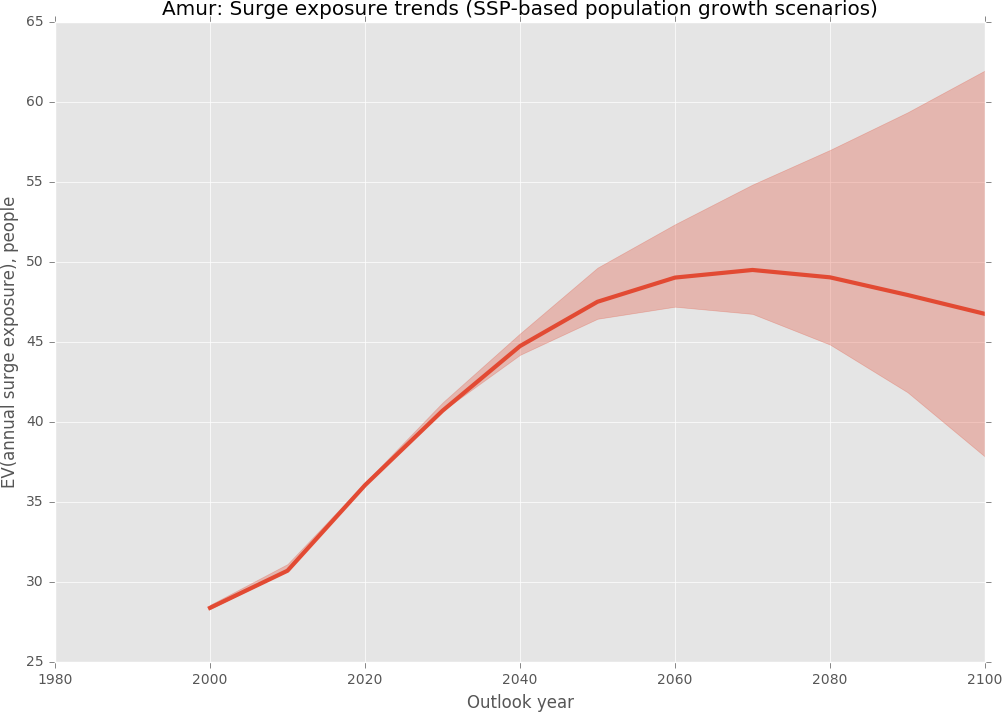 Amur: Surge exposure trends (SSP-based population growth scenarios)
65
60
55
50
45
40
35
30
25
EV(annual surge exposure), people
1980 2000 2020 2040 2060 2080 2100
Outlook year